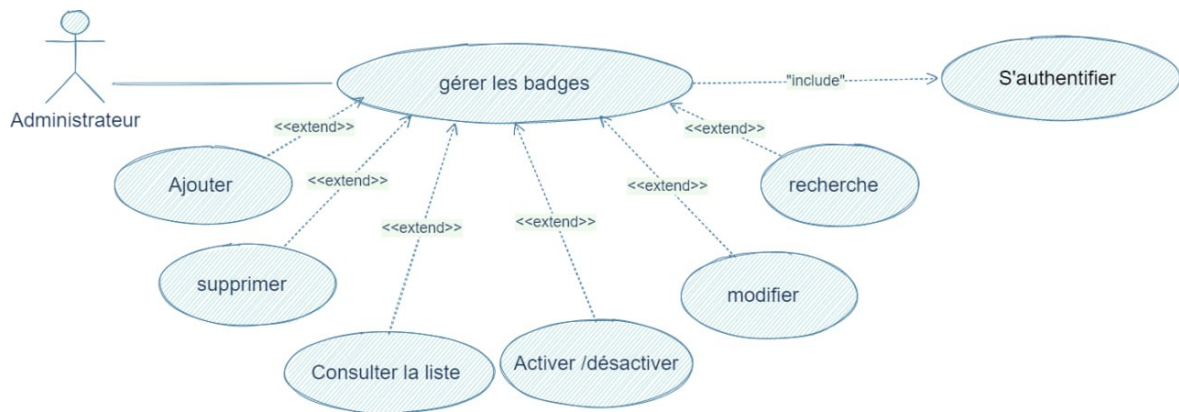 gérer les badges
"include"
S'authentifier
Administrateur
<<extend>>
<<extend>>
Ajouter
<<extend>>
<<extend>>
<<extend>>
recherche
<<extend>>
<<extend>>
supprimer
modifier
Consulter la liste
Activer /désactiver